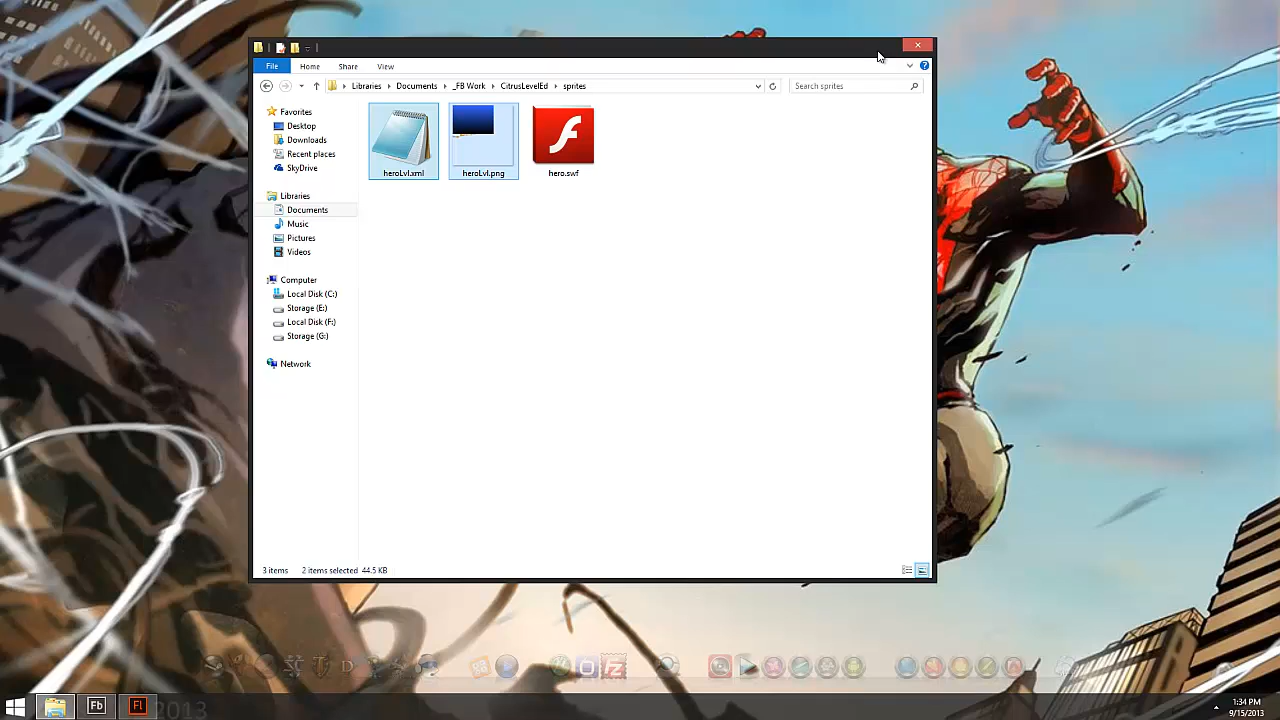 File Home Share View
Libraries Documents _FB Work CitrusLevelEd sprites
Search sprites
Favorites
Desktop
Downloads
Recent places
SkyDrive
Libraries
Documents
Music
Pictures
Videos
Computer
Local Disk (C:)
Storage (E:)
Local Disk (F:)
Storage (G:)
Network
heroLvl.xml heroLvl.png hero.swf
3 items 2 items selected 44.5 KB
Fb Fl 2013
1:34 PM
9/15/2013